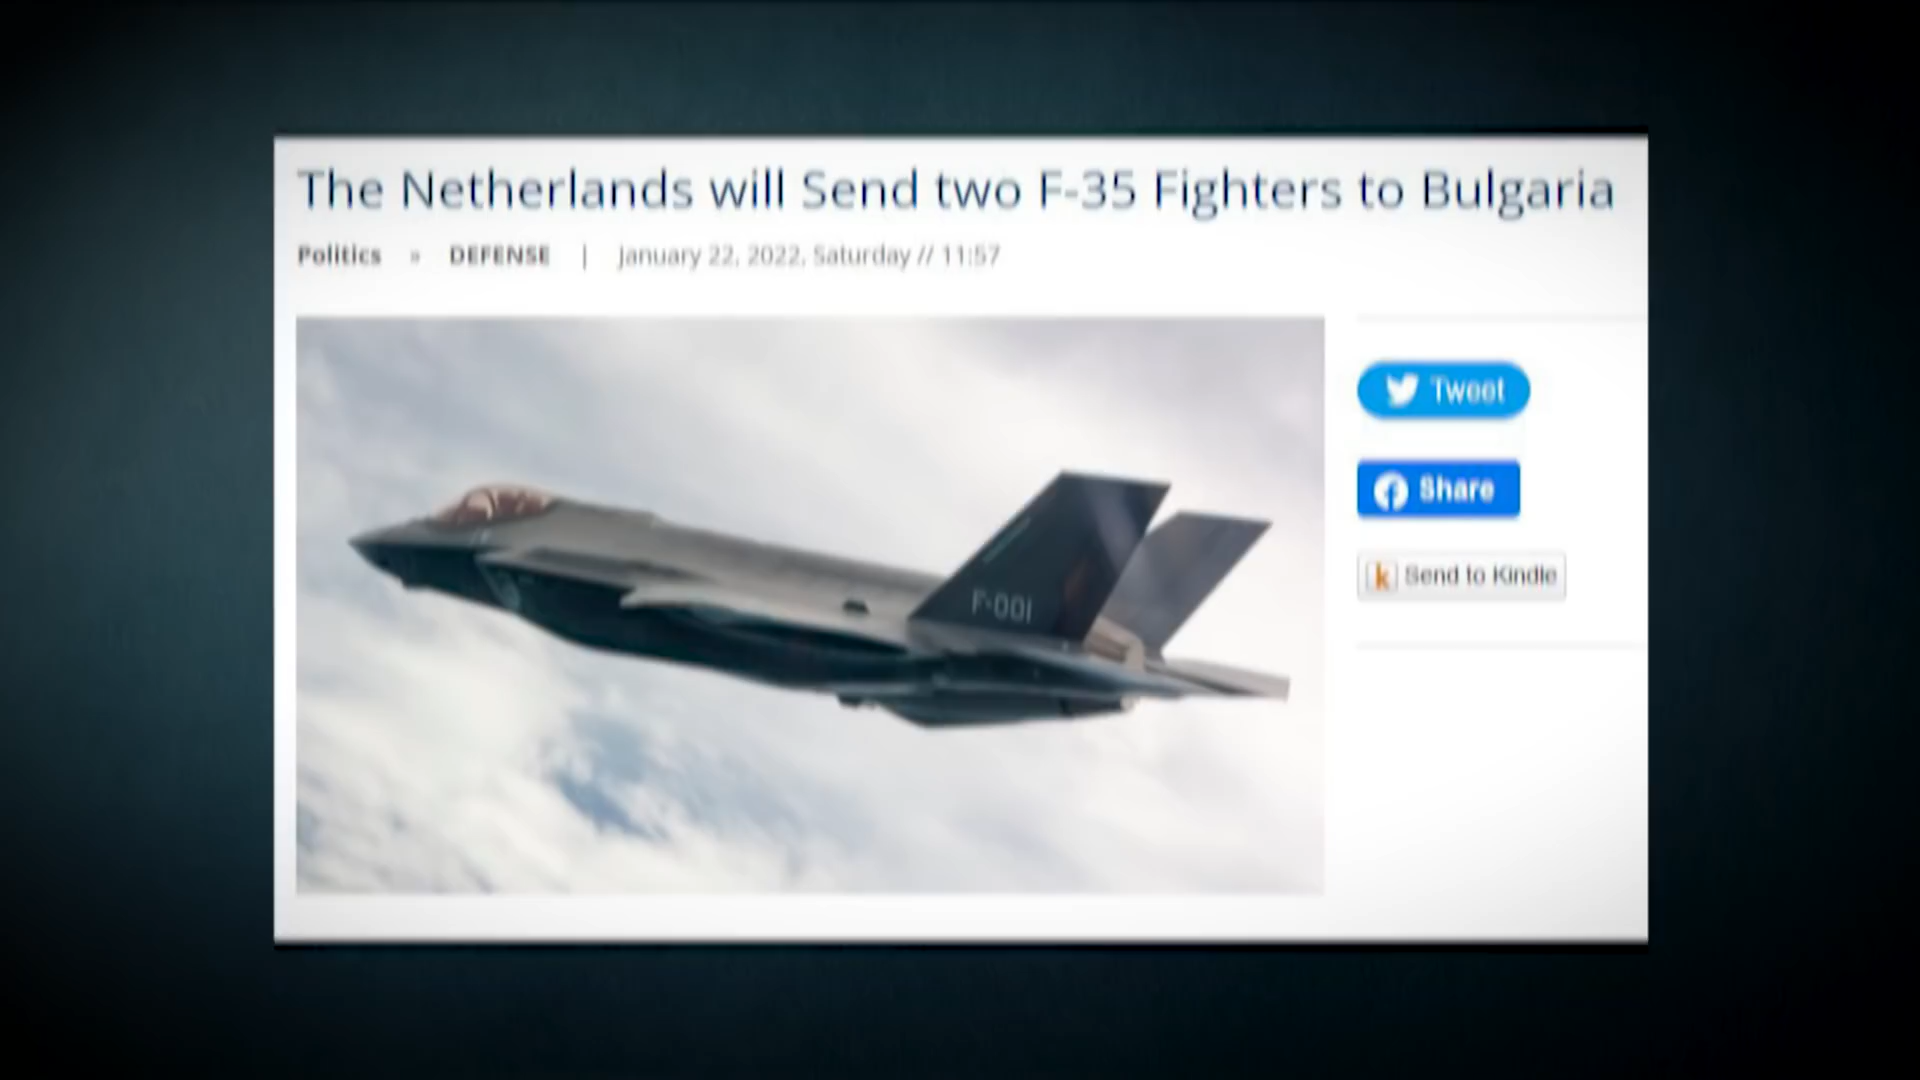 The Netherlands will Send two F-35 Fighters to Bulgaria
Politics » DEFENSE | January 22, 2022, Saturday // 11:57
Tweet
Share
k Send to Kindle
F-001